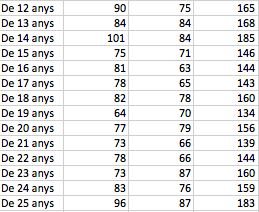 De 12 anys 90 75 165
De 13 anys 84 84 168
De 14 anys 101 84 185
De 15 anys 75 71 146
De 16 anys 81 63 144
De 17 anys 78 65 143
De 18 anys 82 78 160
De 19 anys 64 70 134
De 20 anys 77 79 156
De 21 anys 73 66 139
De 22 anys 78 66 144
De 23 anys 73 87 160
De 24 anys 83 76 159
De 25 anys 96 87 183